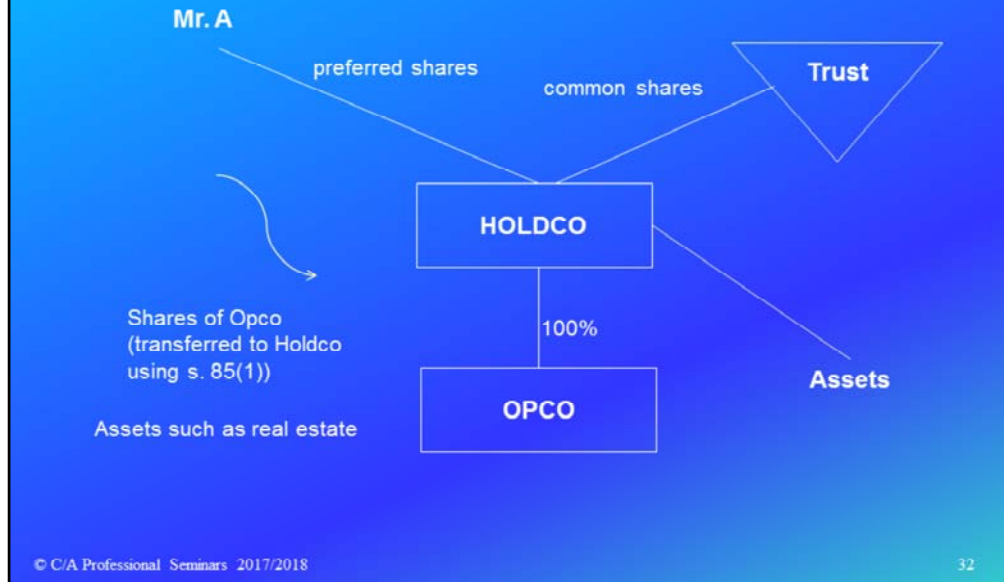 Mr. A
preferred shares
common shares
Trust
HOLDCO
Shares of Opco
(transferred to Holdco
using s. 85(1))
100%
Assets
OPCO
Assets such as real estate
© C/A Professional Seminars 2017/2018
32